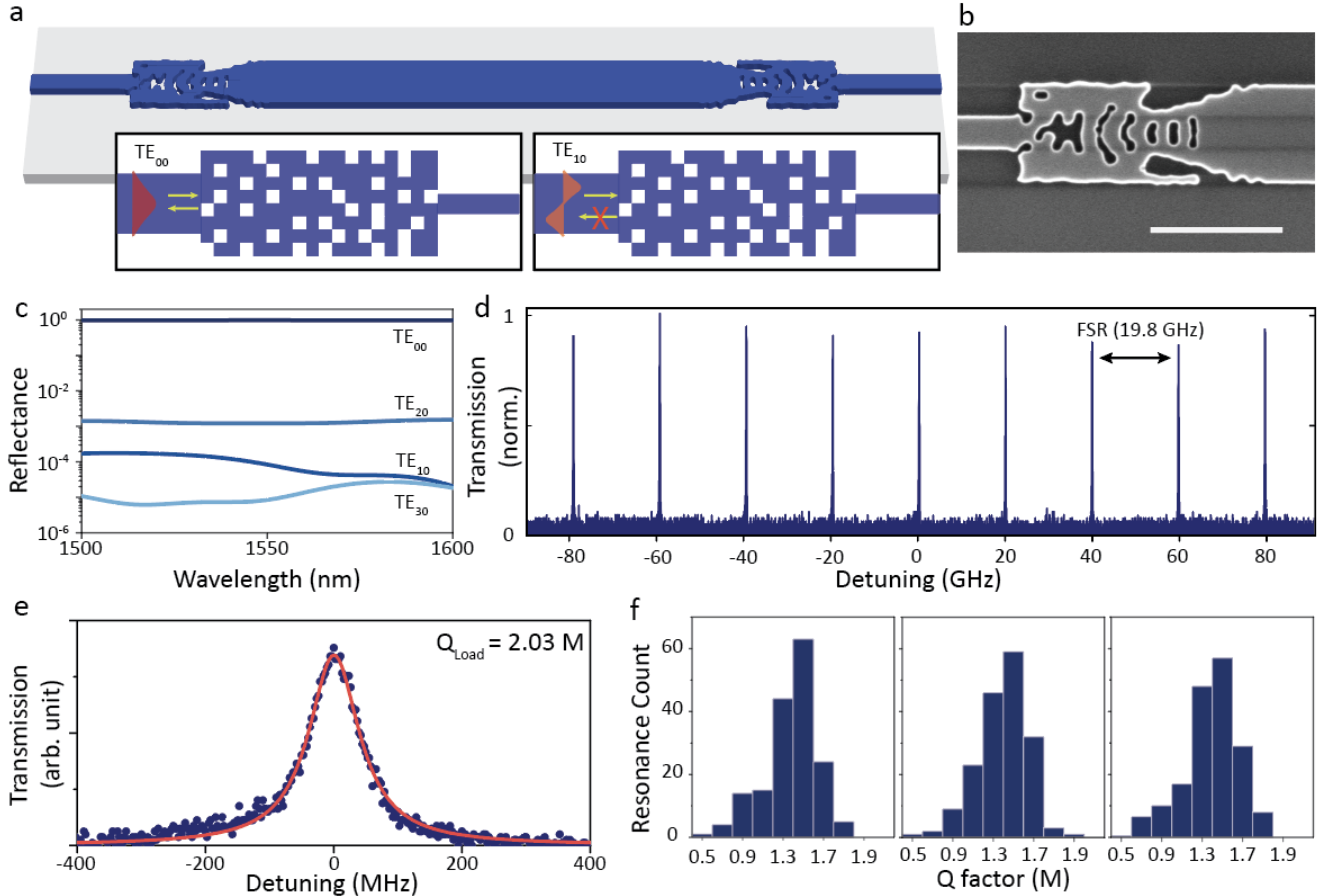 a
TE00
TE10
X
b
c
Reflectance
10^0
10^-2
10^-4
10^-6
TE00
TE20
TE10
TE30
1500
1550
1600
Wavelength (nm)
d
Transmission
(norm.)
1
0
FSR (19.8 GHz)
-80
-60
-40
-20
0
20
40
60
80
Detuning (GHz)
e
Transmission
(arb. unit)
QLoad = 2.03 M
-400
-200
0
200
400
Detuning (MHz)
f
Resonance Count
60
40
20
0
0.5 0.9 1.3 1.7 1.9
0.5 0.9 1.3 1.7 1.9
0.5 0.9 1.3 1.7 1.9
Q factor (M)